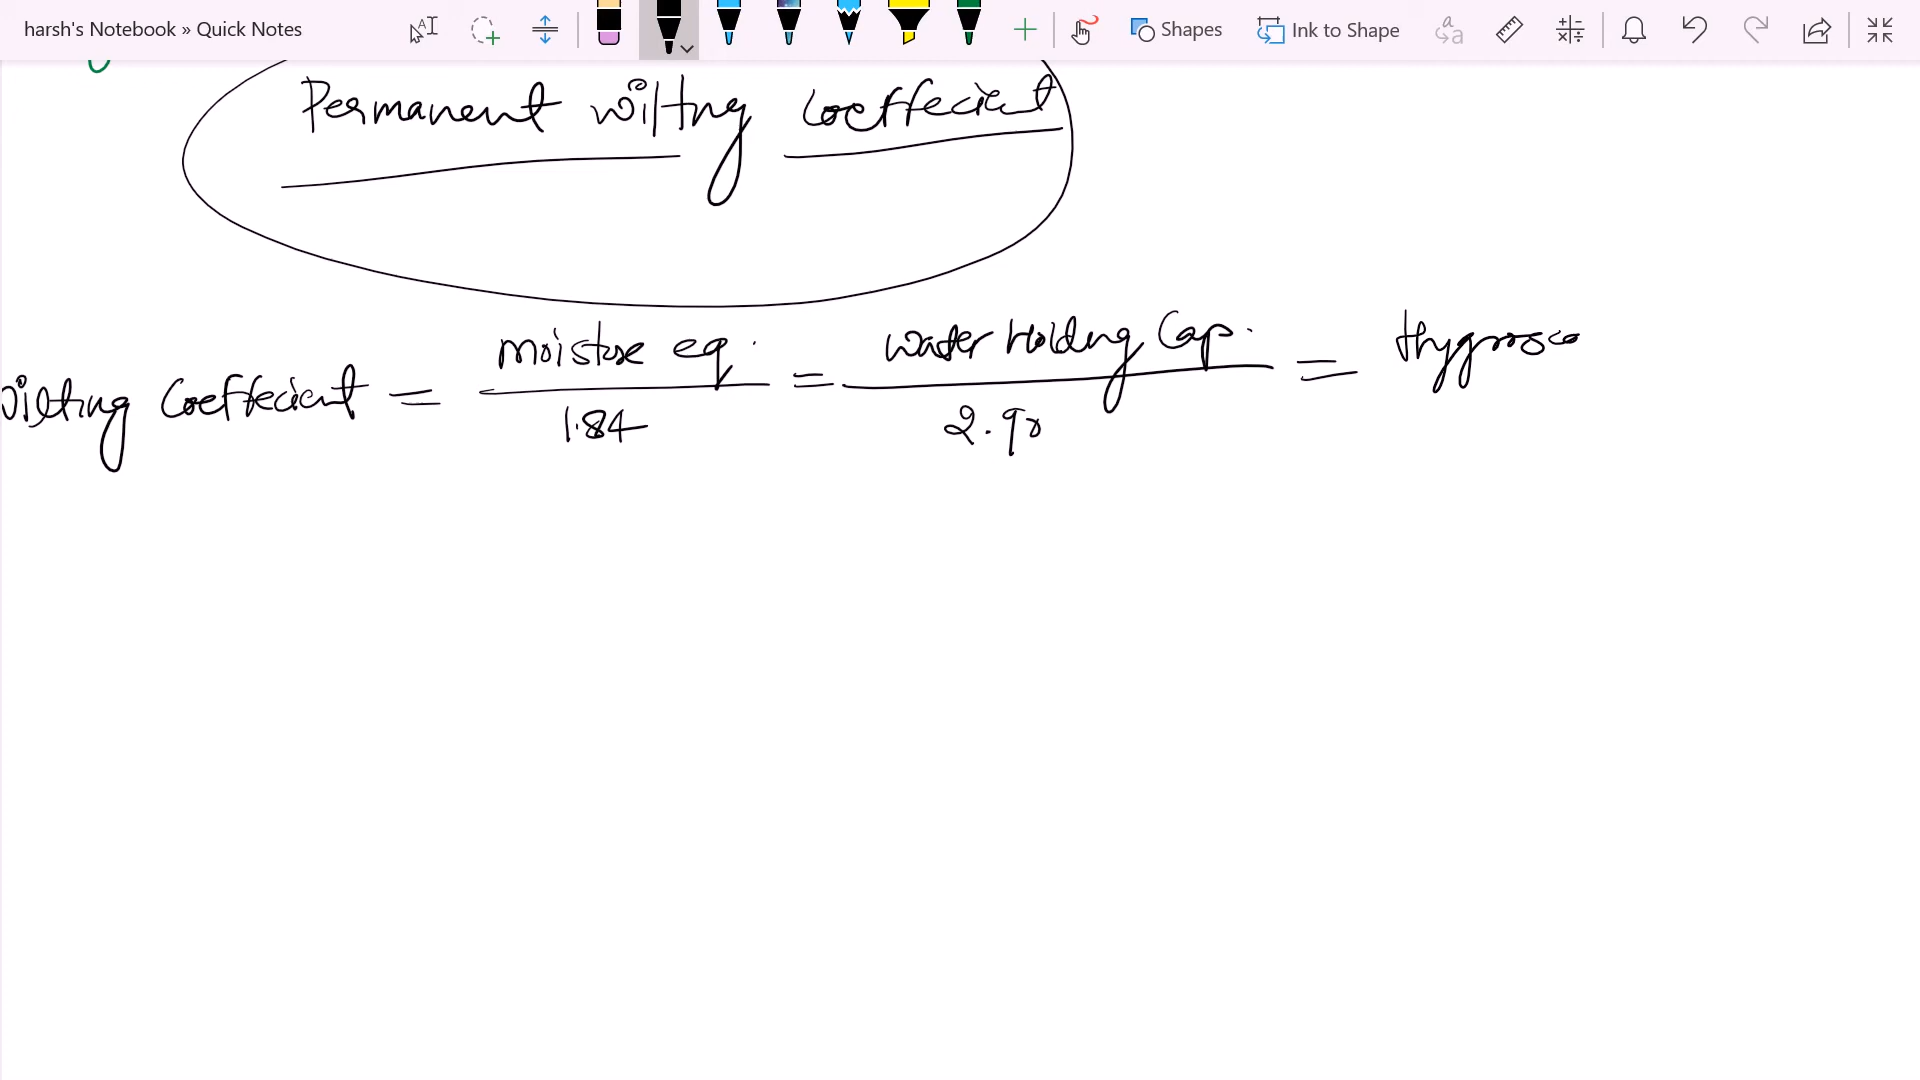 harsh's Notebook » Quick Notes Shapes Ink to Shape
Permanent wilting coeffecient
wilting Coeffecient = moisture eq. / 1.84 = water Holding Cap. / 2.90 = Hygrosco